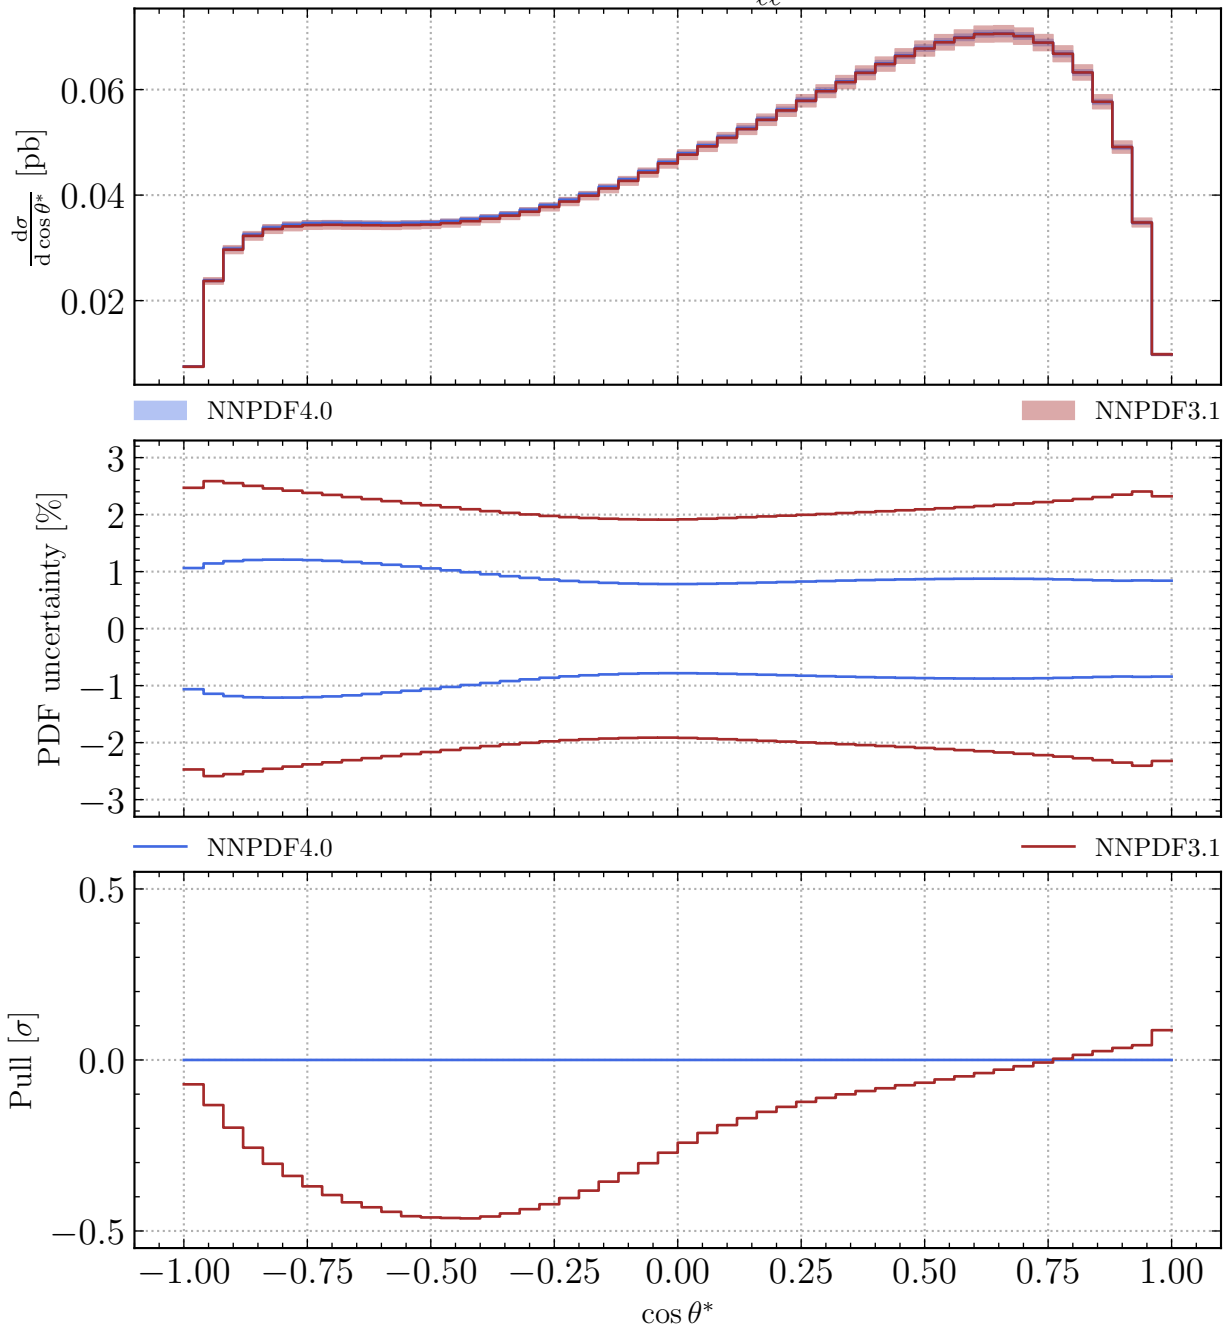 dσ
d cos θ* [pb]
0.06
0.04
0.02
NNPDF4.0 NNPDF3.1
PDF uncertainty [%]
3
2
1
0
−1
−2
−3
NNPDF4.0 NNPDF3.1
Pull [σ]
0.5
0.0
−0.5
−1.00 −0.75 −0.50 −0.25 0.00 0.25 0.50 0.75 1.00
cos θ*